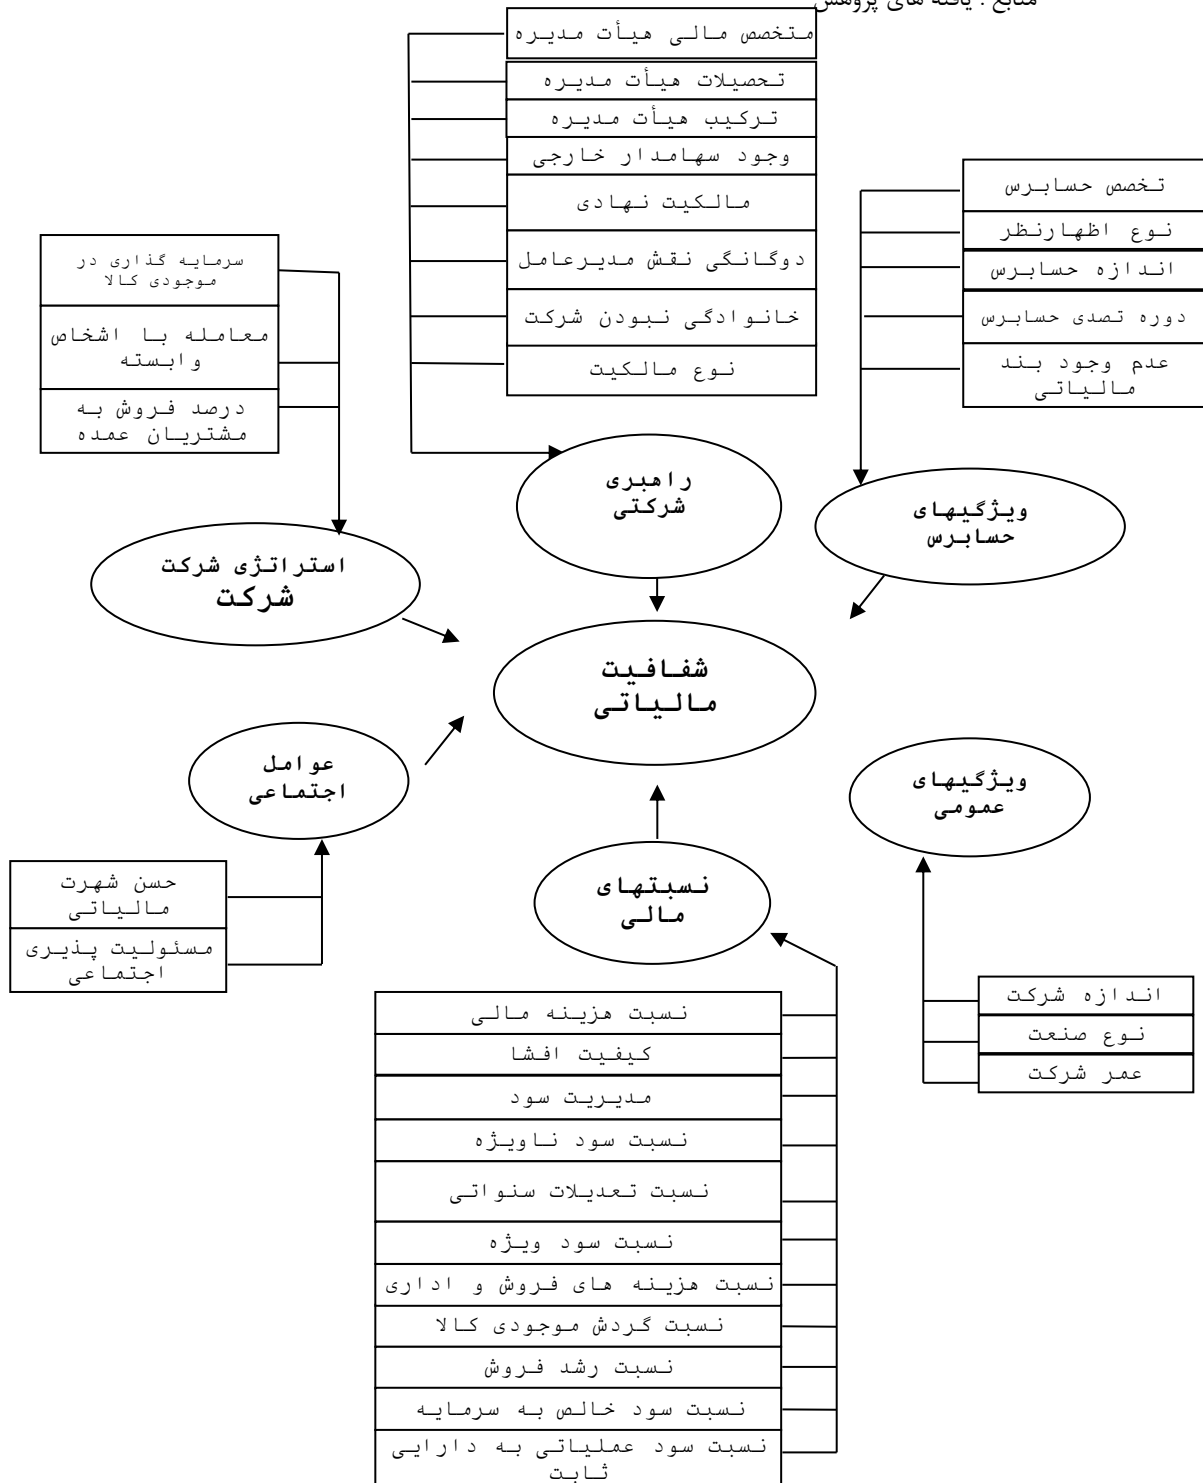 منابع : یافته های پژوهش
متخصص مالی هیأت مدیره
تحصیلات هیأت مدیره
ترکیب هیأت مدیره
وجود سهامدار خارجی
مالکیت نهادی
دوگانگی نقش مدیرعامل
خانوادگی نبودن شرکت
نوع مالکیت
تخصص حسابرس
نوع اظهارنظر
اندازه حسابرس
دوره تصدی حسابرس
عدم وجود بند
مالیاتی
سرمایه گذاری در
موجودی کالا
معامله با اشخاص
وابسته
درصد فروش به
مشتریان عمده
راهبری
شرکتی
ویژگیهای
حسابرس
استراتژی شرکت
شرکت
شفافیت
مالیاتی
عوامل
اجتماعی
ویژگیهای
عمومی
نسبتهای
مالی
حسن شهرت
مالیاتی
مسئولیت پذیری
اجتماعی
اندازه شرکت
نوع صنعت
عمر شرکت
نسبت هزینه مالی
کیفیت افشا
مدیریت سود
نسبت سود ناویژه
نسبت تعدیلات سنواتی
نسبت سود ویژه
نسبت هزینه های فروش و اداری
نسبت گردش موجودی کالا
نسبت رشد فروش
نسبت سود خالص به سرمایه
نسبت سود عملیاتی به دارایی
ثابت